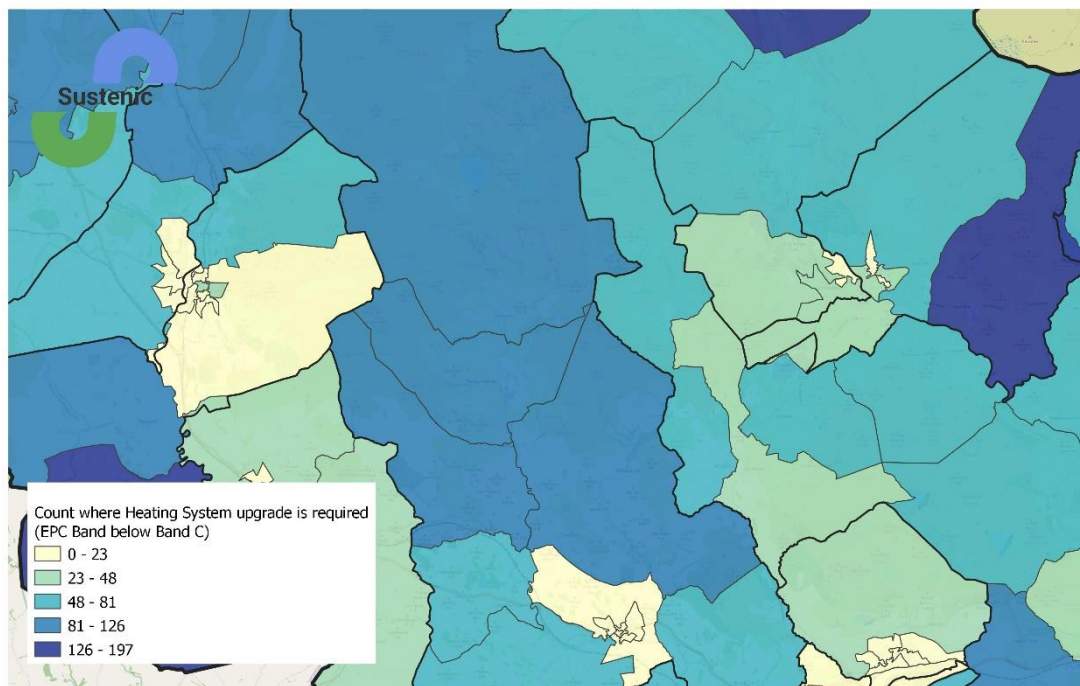 Sustenic
Count where Heating System upgrade is required
(EPC Band below Band C)
0 - 23
23 - 48
48 - 81
81 - 126
126 - 197